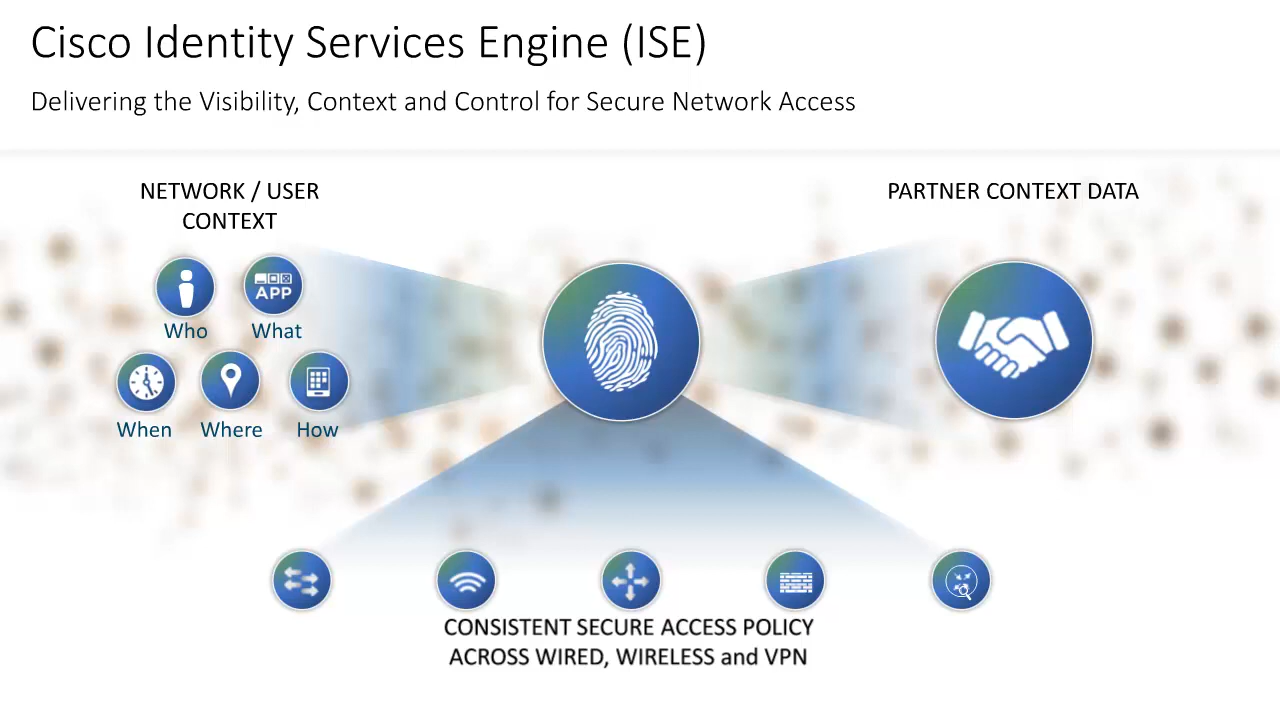 Cisco Identity Services Engine (ISE)
Delivering the Visibility, Context and Control for Secure Network Access
NETWORK / USER
CONTEXT
PARTNER CONTEXT DATA
APP
Who
What
When
Where
How
CONSISTENT SECURE ACCESS POLICY
ACROSS WIRED, WIRELESS and VPN